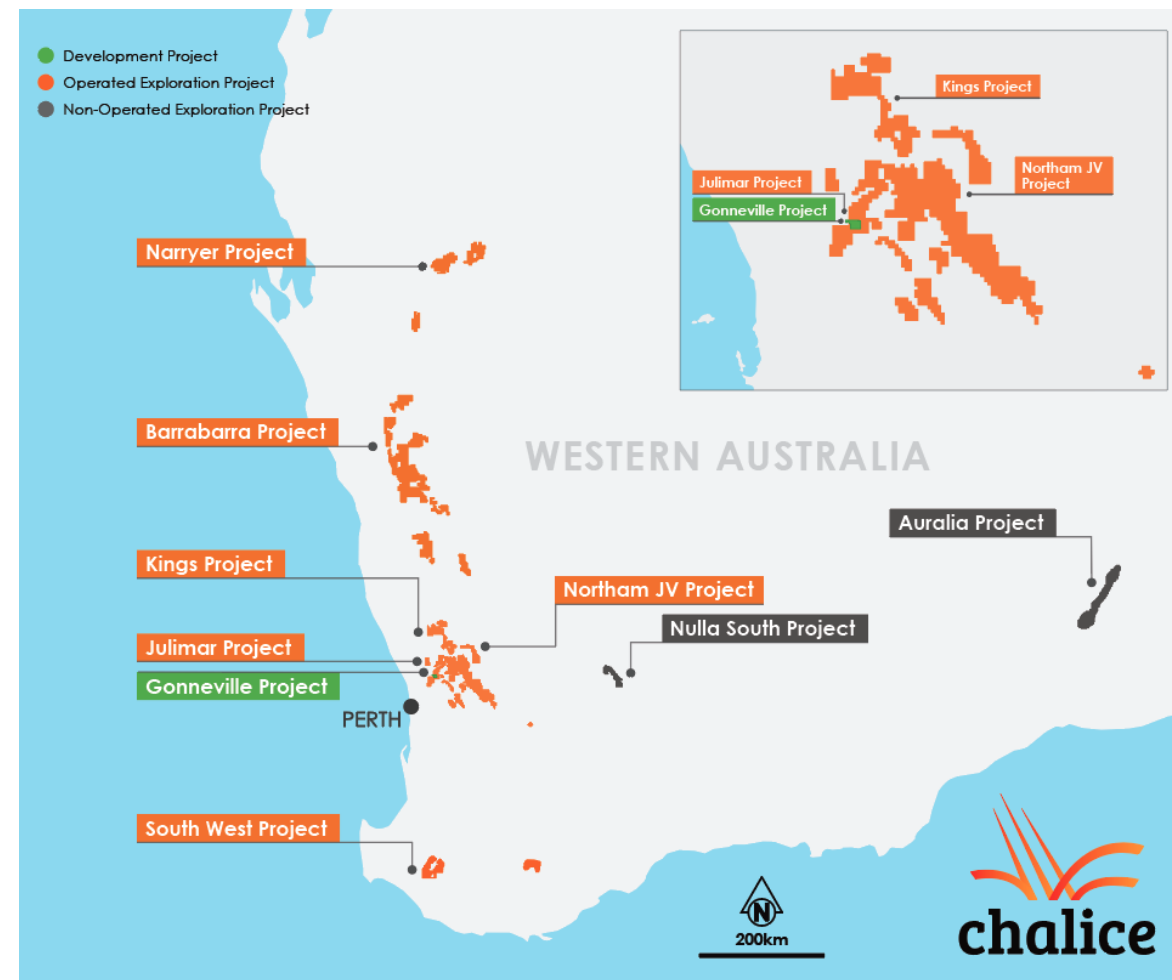 Development Project
Operated Exploration Project
Non-Operated Exploration Project
Kings Project
Northam JV
Project
Julimar Project
Gonneville Project
Narryer Project
Barrabarra Project
WESTERN AUSTRALIA
Auralia Project
Kings Project
Northam JV Project
Nulla South Project
Julimar Project
Gonneville Project
PERTH
South West Project
N
200km
chalice